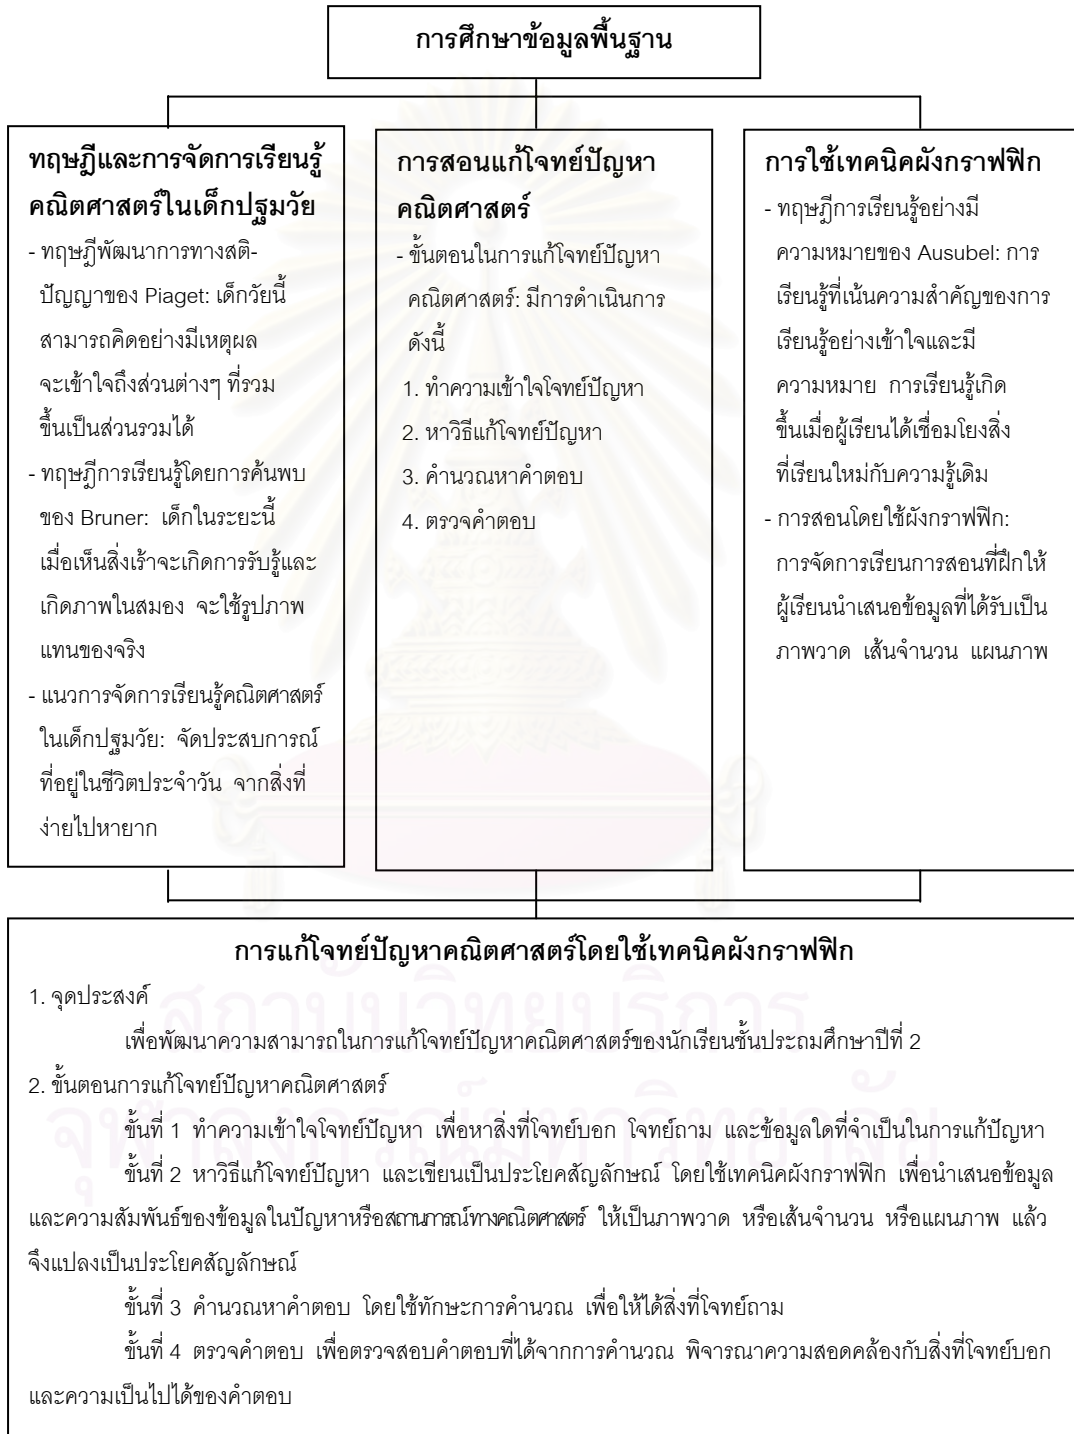 การศึกษาข้อมูลพื้นฐาน
ทฤษฎีและการจัดการเรียนรู้
คณิตศาสตร์ในเด็กปฐมวัย
- ทฤษฎีพัฒนาการทางสติ-
ปัญญาของ Piaget: เด็กวัยนี้
สามารถคิดอย่างมีเหตุผล
จะเข้าใจถึงส่วนต่างๆ ที่รวม
ขึ้นเป็นส่วนรวมได้
- ทฤษฎีการเรียนรู้โดยการค้นพบ
ของ Bruner: เด็กในระยะนี้
เมื่อเห็นสิ่งเร้าจะเกิดการรับรู้และ
เกิดภาพในสมอง จะใช้รูปภาพ
แทนของจริง
- แนวการจัดการเรียนรู้คณิตศาสตร์
ในเด็กปฐมวัย: จัดประสบการณ์
ที่อยู่ในชีวิตประจำวัน จากสิ่งที่
ง่ายไปหายาก
การสอนแก้โจทย์ปัญหา
คณิตศาสตร์
- ขั้นตอนในการแก้โจทย์ปัญหา
คณิตศาสตร์: มีการดำเนินการ
ดังนี้
1. ทำความเข้าใจโจทย์ปัญหา
2. หาวิธีแก้โจทย์ปัญหา
3. คำนวณหาคำตอบ
4. ตรวจคำตอบ
การใช้เทคนิคผังกราฟฟิก
- ทฤษฎีการเรียนรู้อย่างมี
ความหมายของ Ausubel: การ
เรียนรู้ที่เน้นความสำคัญของการ
เรียนรู้อย่างเข้าใจและมี
ความหมาย การเรียนรู้เกิด
ขึ้นเมื่อผู้เรียนได้เชื่อมโยงสิ่ง
ที่เรียนใหม่กับความรู้เดิม
- การสอนโดยใช้ผังกราฟฟิก:
การจัดการเรียนการสอนที่ฝึกให้
ผู้เรียนนำเสนอข้อมูลที่ได้รับเป็น
ภาพวาด เส้นจำนวน แผนภาพ
การแก้โจทย์ปัญหาคณิตศาสตร์โดยใช้เทคนิคผังกราฟฟิก
1. จุดประสงค์
เพื่อพัฒนาความสามารถในการแก้โจทย์ปัญหาคณิตศาสตร์ของนักเรียนชั้นประถมศึกษาปีที่ 2
2. ขั้นตอนการแก้โจทย์ปัญหาคณิตศาสตร์
ขั้นที่ 1 ทำความเข้าใจโจทย์ปัญหา เพื่อหาสิ่งที่โจทย์บอก โจทย์ถาม และข้อมูลใดที่จำเป็นในการแก้ปัญหา
ขั้นที่ 2 หาวิธีแก้โจทย์ปัญหา และเขียนเป็นประโยคสัญลักษณ์ โดยใช้เทคนิคผังกราฟฟิก เพื่อนำเสนอข้อมูล
และความสัมพันธ์ของข้อมูลในปัญหาหรือสถานการณ์ทางคณิตศาสตร์ ให้เป็นภาพวาด หรือเส้นจำนวน หรือแผนภาพ แล้ว
จึงแปลงเป็นประโยคสัญลักษณ์
ขั้นที่ 3 คำนวณหาคำตอบ โดยใช้ทักษะการคำนวณ เพื่อให้ได้สิ่งที่โจทย์ถาม
ขั้นที่ 4 ตรวจคำตอบ เพื่อตรวจสอบคำตอบที่ได้จากการคำนวณ พิจารณาความสอดคล้องกับสิ่งที่โจทย์บอก
และความเป็นไปได้ของคำตอบ
สถาบันวิทยบริการ
จุฬาลงกรณ์มหาวิทยาลัย